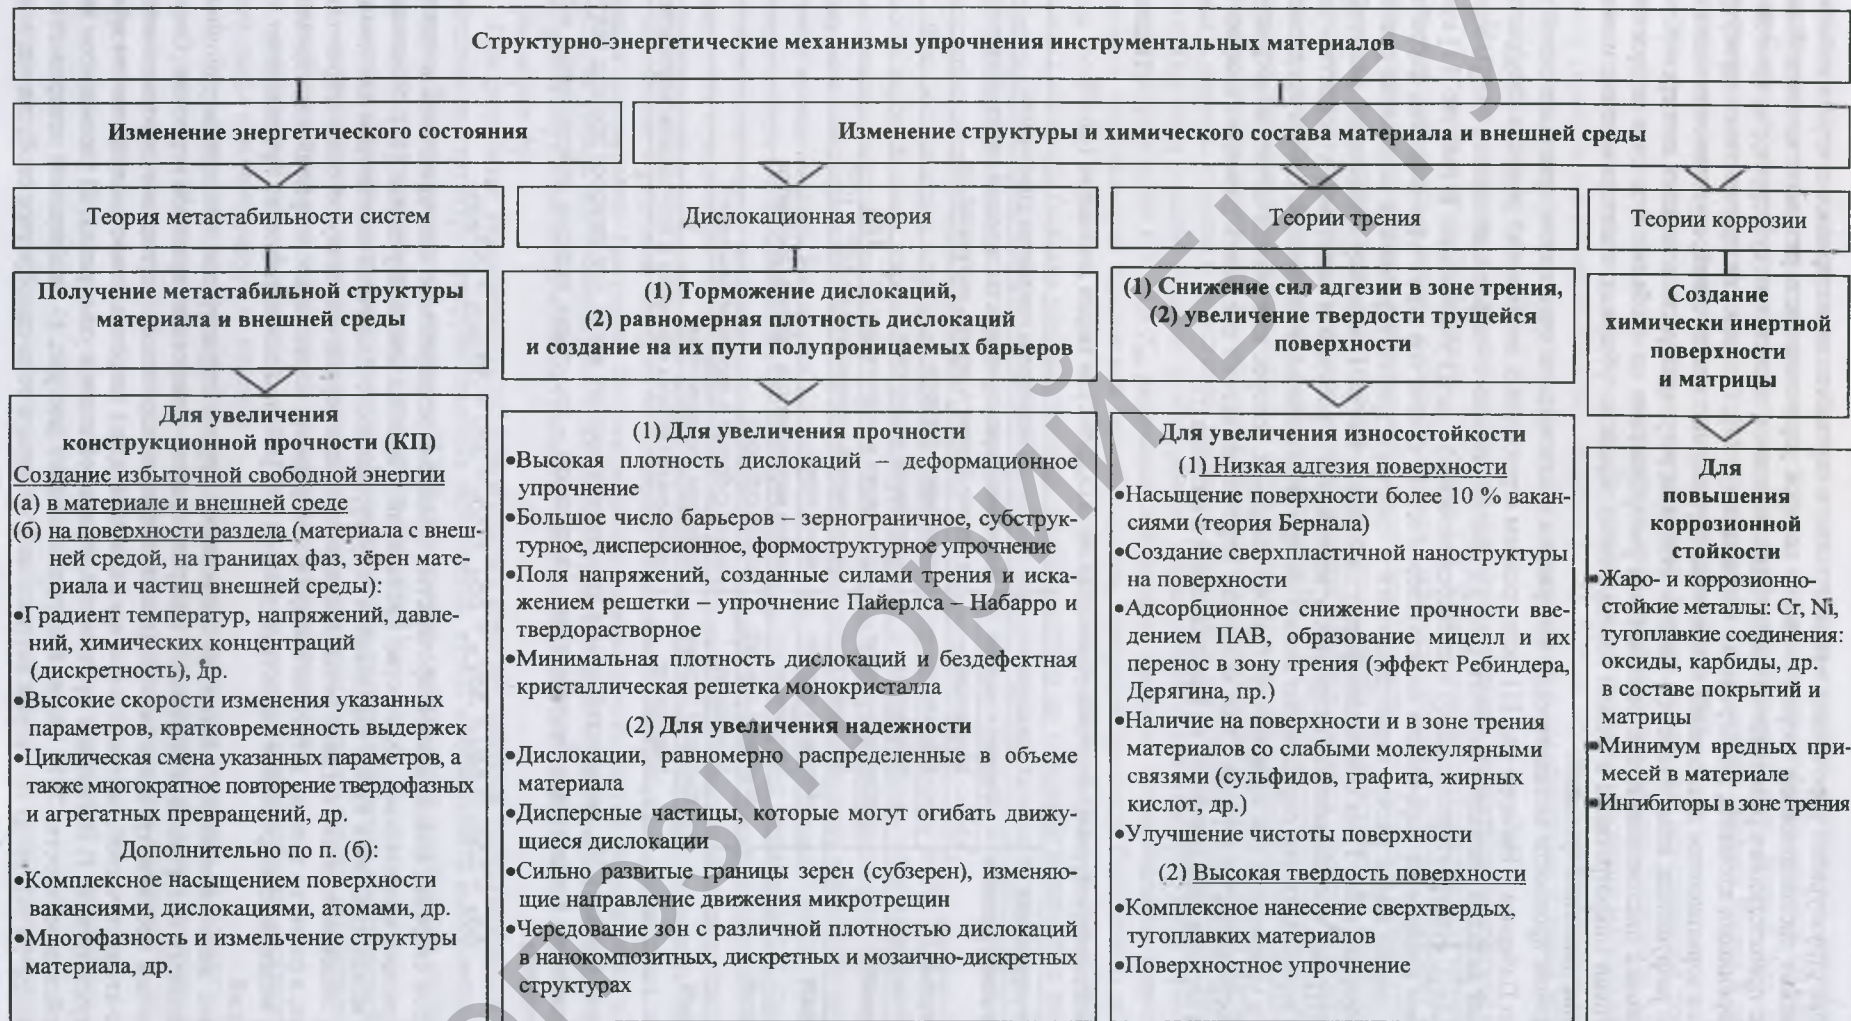 Структурно-энергетические механизмы упрочнения инструментальных материалов
Изменение энергетического состояния
Изменение структуры и химического состава материала и внешней среды
Теория метастабильности систем
Дислокационная теория
Теории трения
Теории коррозии
Получение метастабильной структуры
материала и внешней среды
(1) Торможение дислокаций,
(2) равномерная плотность дислокаций
и создание на их пути полупроницаемых барьеров
(1) Снижение сил адгезии в зоне трения,
(2) увеличение твердости трущейся
поверхности
Создание
химически инертной
поверхности
и матрицы
Для увеличения
конструкционной прочности (КП)
Создание избыточной свободной энергии
(а) в материале и внешней среде
(б) на поверхности раздела (материала с внеш-
ней средой, на границах фаз, зёрен мате-
риала и частиц внешней среды):
•Градиент температур, напряжений, давле-
ний, химических концентраций
(дискретность), др.
•Высокие скорости изменения указанных
параметров, кратковременность выдержек
•Циклическая смена указанных параметров, а
также многократное повторение твердофазных
и агрегатных превращений, др.
Дополнительно по п. (б):
•Комплексное насыщением поверхности
вакансиями, дислокациями, атомами, др.
•Многофазность и измельчение структуры
материала, др.
(1) Для увеличения прочности
•Высокая плотность дислокаций – деформационное
упрочнение
•Большое число барьеров – зернограничное, субструк-
турное, дисперсионное, формоструктурное упрочнение
•Поля напряжений, созданные силами трения и иска-
жением решетки – упрочнение Пайерлса – Набарро и
твердорастворное
•Минимальная плотность дислокаций и бездефектная
кристаллическая решетка монокристалла
(2) Для увеличения надежности
•Дислокации, равномерно распределенные в объеме
материала
•Дисперсные частицы, которые могут огибать движу-
щиеся дислокации
•Сильно развитые границы зерен (субзерен), изменяю-
щие направление движения микротрещин
•Чередование зон с различной плотностью дислокаций
в нанокомпозитных, дискретных и мозаично-дискретных
структурах
Для увеличения износостойкости
(1) Низкая адгезия поверхности
•Насыщение поверхности более 10 % вакан-
сиями (теория Бернала)
•Создание сверхпластичной наноструктуры
на поверхности
•Адсорбционное снижение прочности вве-
дением ПАВ, образование мицелл и их
перенос в зону трения (эффект Ребиндера,
Дерягина, пр.)
•Наличие на поверхности и в зоне трения
материалов со слабыми молекулярными
связями (сульфидов, графита, жирных
кислот, др.)
•Улучшение чистоты поверхности
(2) Высокая твердость поверхности
•Комплексное нанесение сверхтвердых,
тугоплавких материалов
•Поверхностное упрочнение
Для
повышения
коррозионной
стойкости
•Жаро- и коррозионно-
стойкие металлы: Cr, Ni,
тугоплавкие соединения:
оксиды, карбиды, др.
в составе покрытий и
матрицы
•Минимум вредных при-
месей в материале
•Ингибиторы в зоне трения
позиторий БНТУ